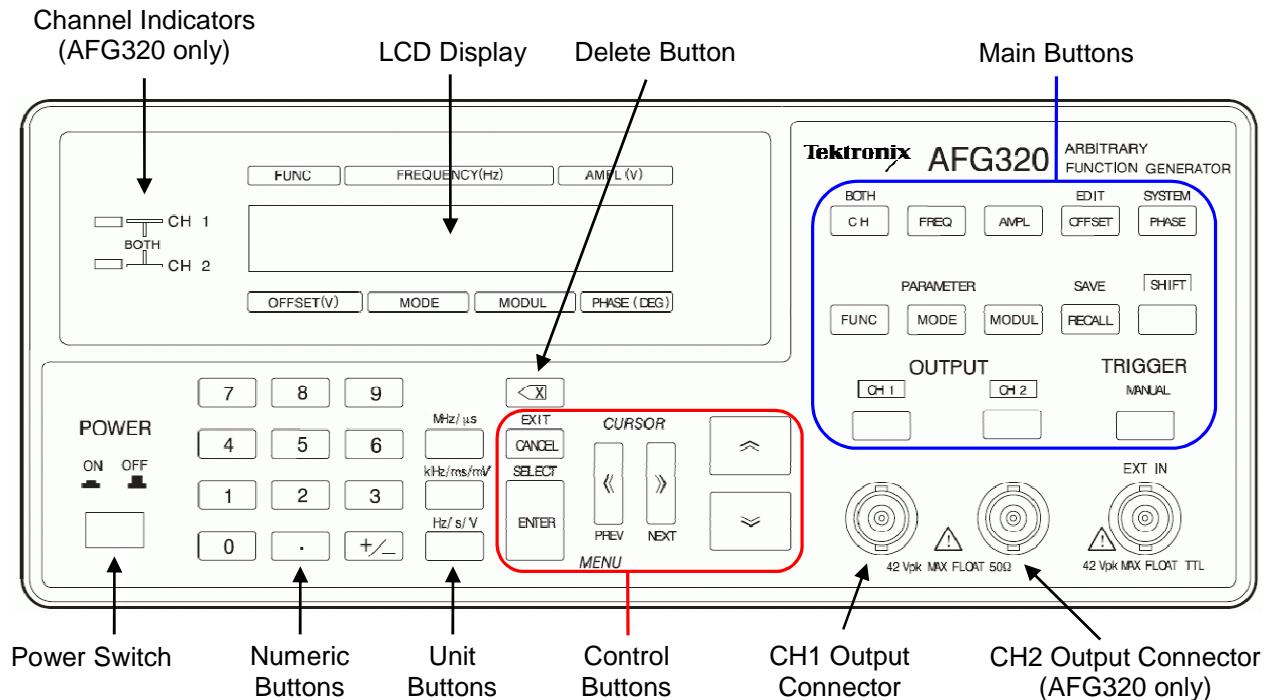 Channel Indicators
(AFG320 only)
LCD Display
Delete Button
Main Buttons
Tektronix
AFG320
ARBITRARY
FUNCTION GENERATOR
FUNC
FREQUENCY(Hz)
AMPL (V)
CH 1
BOTH
CH 2
OFFSET(V)
MODE
MODUL
PHASE (DEG)
BOTH
EDIT
SYSTEM
CH
FREQ
AMPL
OFFSET
PHASE
PARAMETER
SAVE
SHIFT
FUNC
MODE
MODUL
RECALL
OUTPUT
TRIGGER
CH 1
CH 2
MANUAL
POWER
ON OFF
7 8 9
4 5 6
1 2 3
0 . +/−
MHz/µs
kHz/ms/mV
Hz/s/V
X
EXIT
CANCEL
SELECT
ENTER
CURSOR
PREV
NEXT
MENU
EXT IN
42 Vpk MAX FLOAT 50Ω
42 Vpk MAX FLOAT TTL
Power Switch
Numeric
Buttons
Unit
Buttons
Control
Buttons
CH1 Output
Connector
CH2 Output Connector
(AFG320 only)